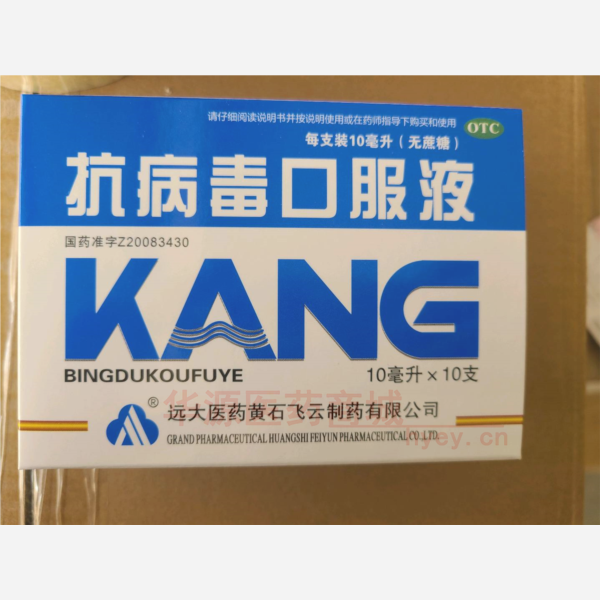 请仔细阅读说明书并按说明使用或在药师指导下购买和使用
OTC
每支装10毫升（无蔗糖）
抗病毒口服液
国药准字Z20083430
KANG
BINGDUKOUFUYE
10毫升×10支
华源医药商城
® 远大医药黄石飞云制药有限公司
GRAND PHARMACEUTICAL HUANGSHI FEIYUN PHARMACEUTICAL CO.,LTD.
hyey.cn